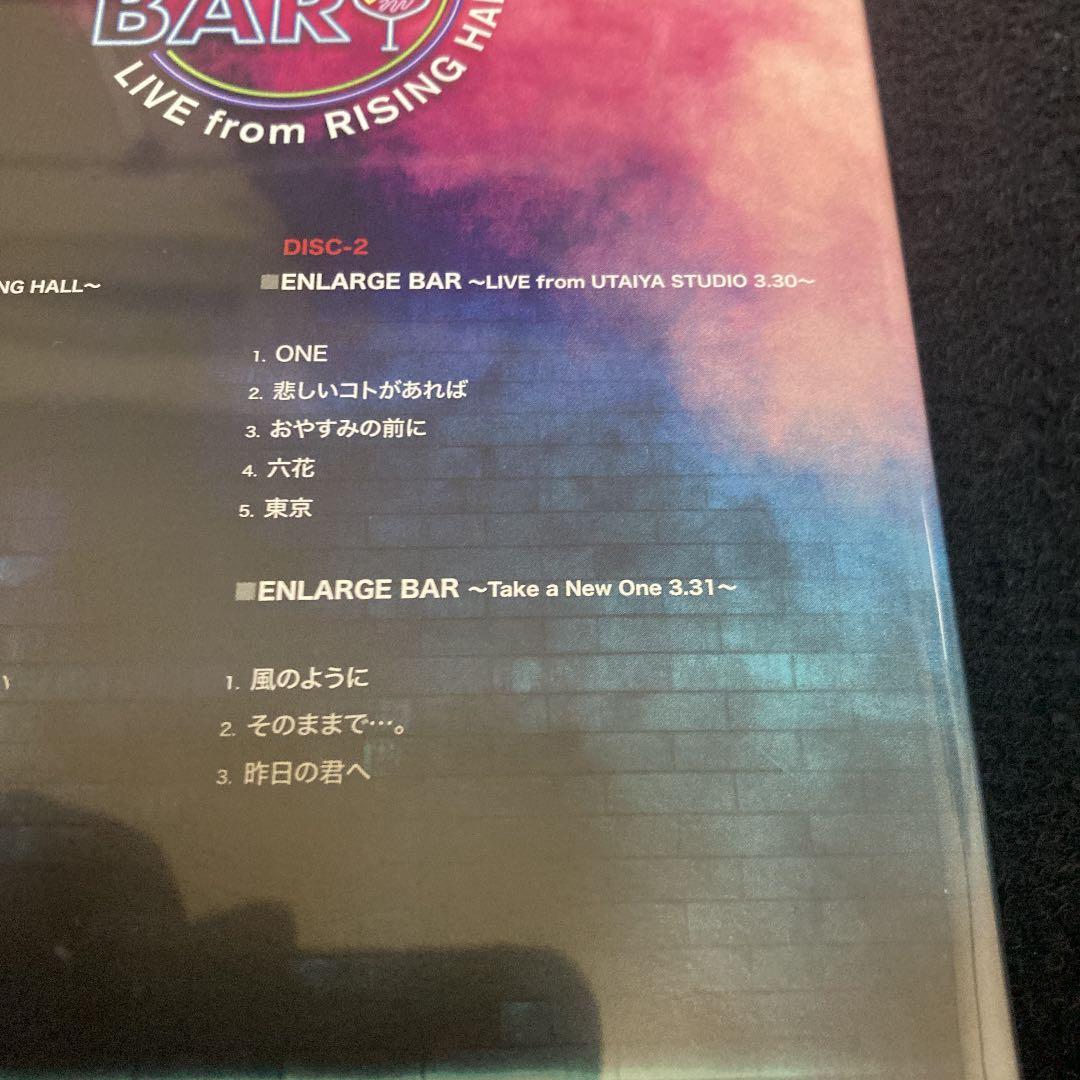 BAR
LIVE from RISING HAL
NG HALL～
DISC-2
■ENLARGE BAR ～LIVE from UTAIYA STUDIO 3.30～
1. ONE
2. 悲しいコトがあれば
3. おやすみの前に
4. 六花
5. 東京
■ENLARGE BAR ～Take a New One 3.31～
1. 風のように
2. そのままで…。
3. 昨日の君へ